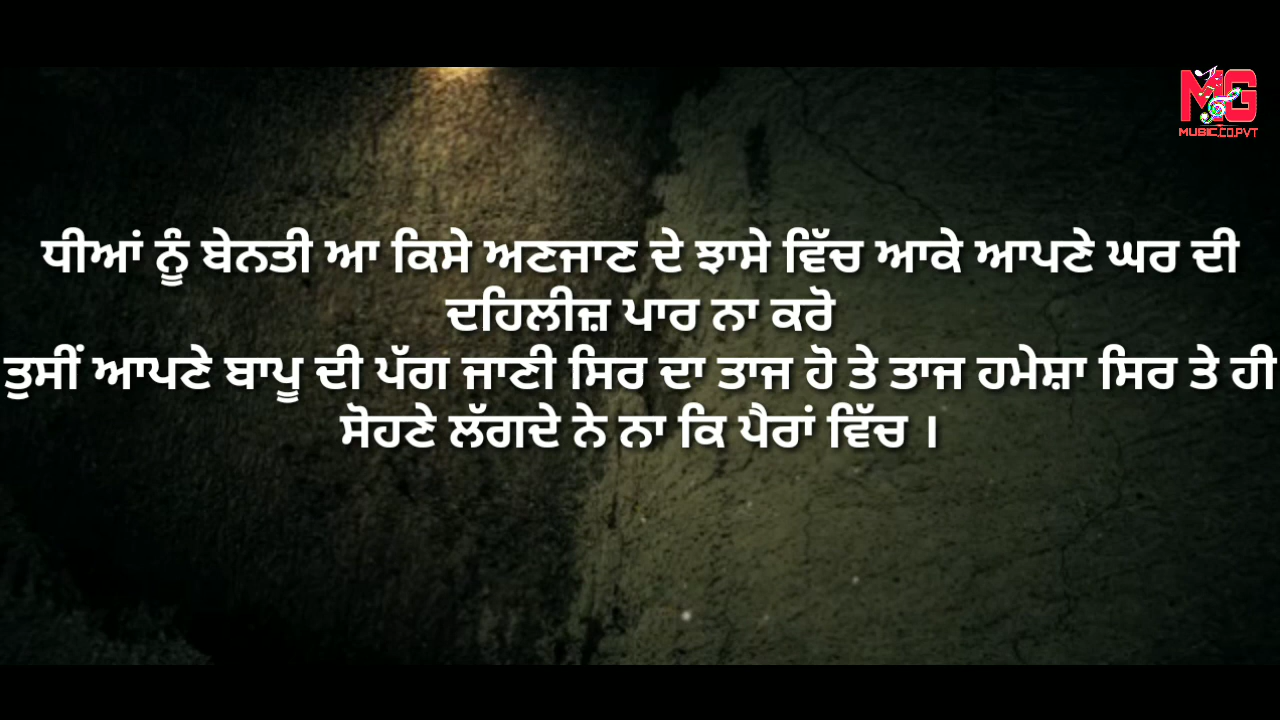 MG
MUSIC.CO.PVT
ਧੀਆਂ ਨੂੰ ਬੇਨਤੀ ਆ ਕਿਸੇ ਅਣਜਾਣ ਦੇ ਝਾਸੇ ਵਿੱਚ ਆਕੇ ਆਪਣੇ ਘਰ ਦੀ
ਦਹਿਲੀਜ਼ ਪਾਰ ਨਾ ਕਰੋ
ਤੁਸੀਂ ਆਪਣੇ ਬਾਪੂ ਦੀ ਪੱਗ ਜਾਣੀ ਸਿਰ ਦਾ ਤਾਜ ਹੋ ਤੇ ਤਾਜ ਹਮੇਸ਼ਾ ਸਿਰ ਤੇ ਹੀ
ਸੋਹਣੇ ਲੱਗਦੇ ਨੇ ਨਾ ਕਿ ਪੈਰਾਂ ਵਿੱਚ ।